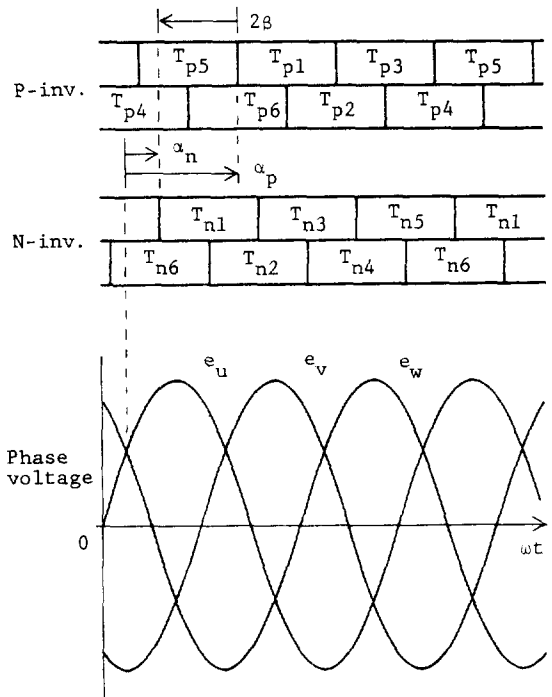 2β
T_p5 T_p1 T_p3 T_p5
P-inv.
T_p4 T_p6 T_p2 T_p4
α_n
α_p
T_n1 T_n3 T_n5 T_n1
N-inv.
T_n6 T_n2 T_n4 T_n6
e_u e_v e_w
Phase
voltage
0
ωt